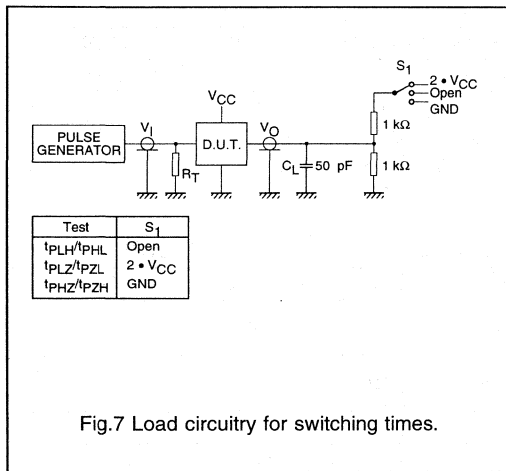 S1
2 • VCC
Open
GND
VCC
1 kΩ
PULSE GENERATOR
VI
D.U.T.
VO
RT
CL
50 pF
1 kΩ
Test S1
tPLH/tPHL Open
tPLZ/tPZL 2 • VCC
tPHZ/tPZH GND
Fig.7 Load circuitry for switching times.